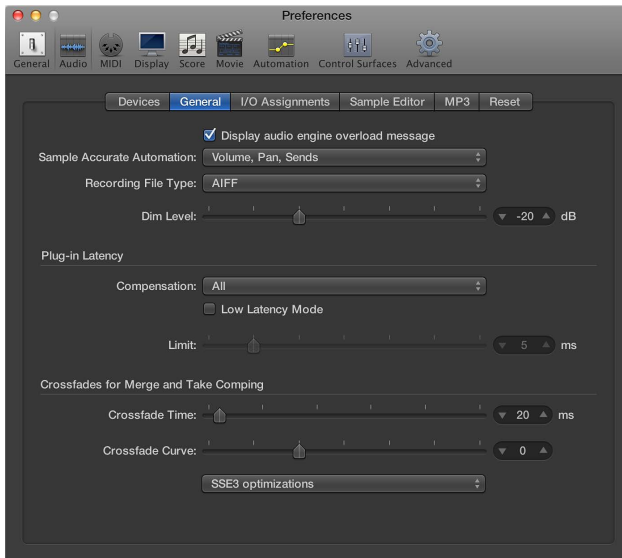 Preferences
General Audio MIDI Display Score Movie Automation Control Surfaces Advanced
Devices General I/O Assignments Sample Editor MP3 Reset
Display audio engine overload message
Sample Accurate Automation: Volume, Pan, Sends
Recording File Type: AIFF
Dim Level: -20 dB
Plug-in Latency
Compensation: All
Low Latency Mode
Limit: 5 ms
Crossfades for Merge and Take Comping
Crossfade Time: 20 ms
Crossfade Curve: 0
SSE3 optimizations